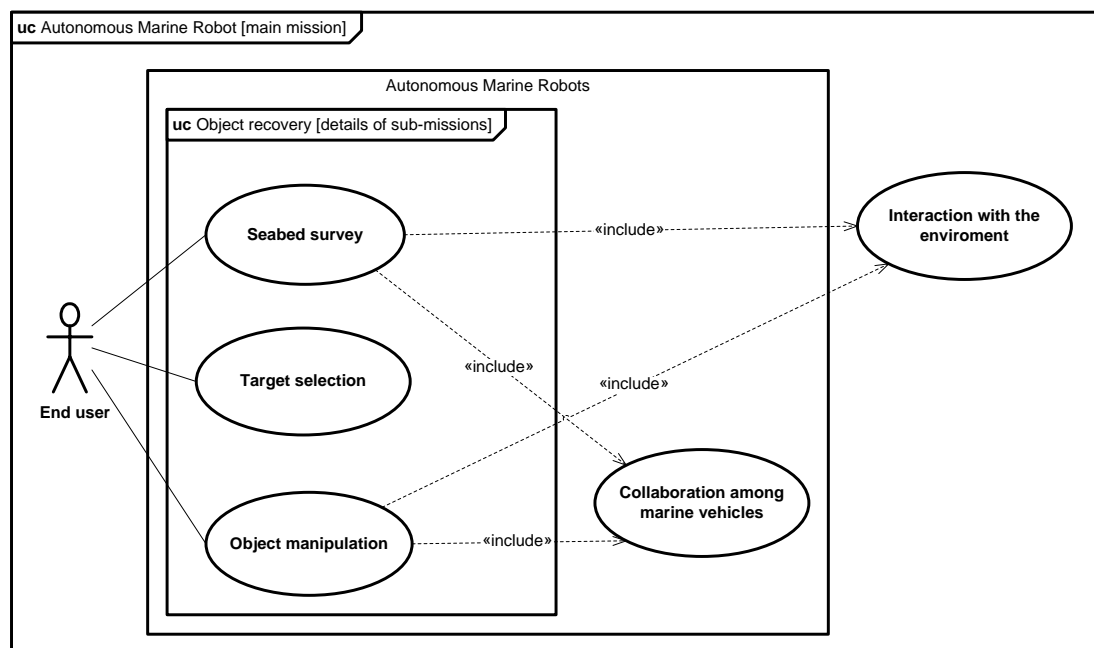 uc Autonomous Marine Robot [main mission]
Autonomous Marine Robots
uc Object recovery [details of sub-missions]
Seabed survey
«include»
Interaction with the
enviroment
End user
Target selection
«include»
«include»
Collaboration among
marine vehicles
Object manipulation
«include»